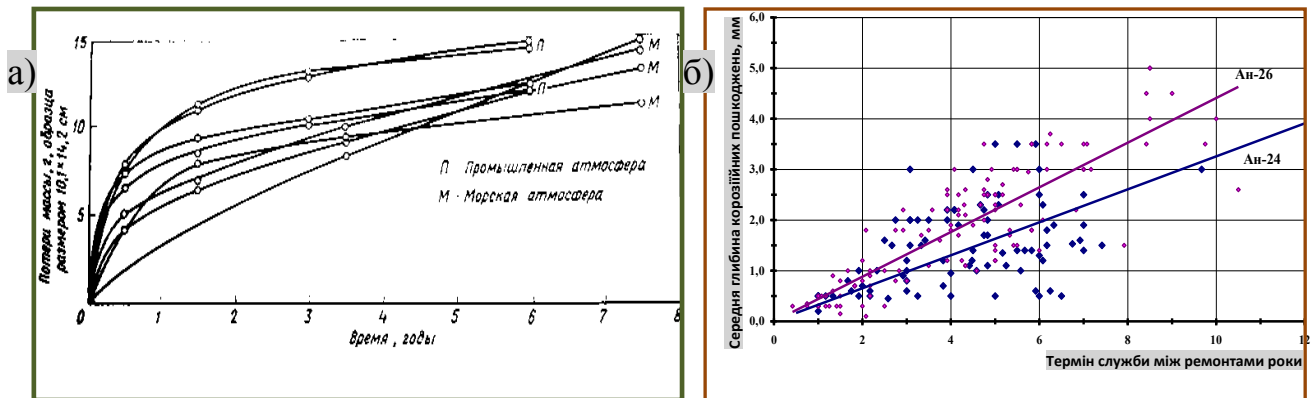 а)
Потери массы, г, образца
размером 10,1×14,2 см
15
10
5
0
1
2
3
4
5
6
7
8
Время, годы
П
М
М
П
М
П Промышленная атмосфера
М - Морская атмосфера
б)
Середня глибина корозіїйних пошкоджень, мм
6,0
5,0
4,0
3,0
2,0
1,0
0,0
0
2
4
6
8
10
12
Ан-26
Ан-24
Термін служби між ремонтами роки